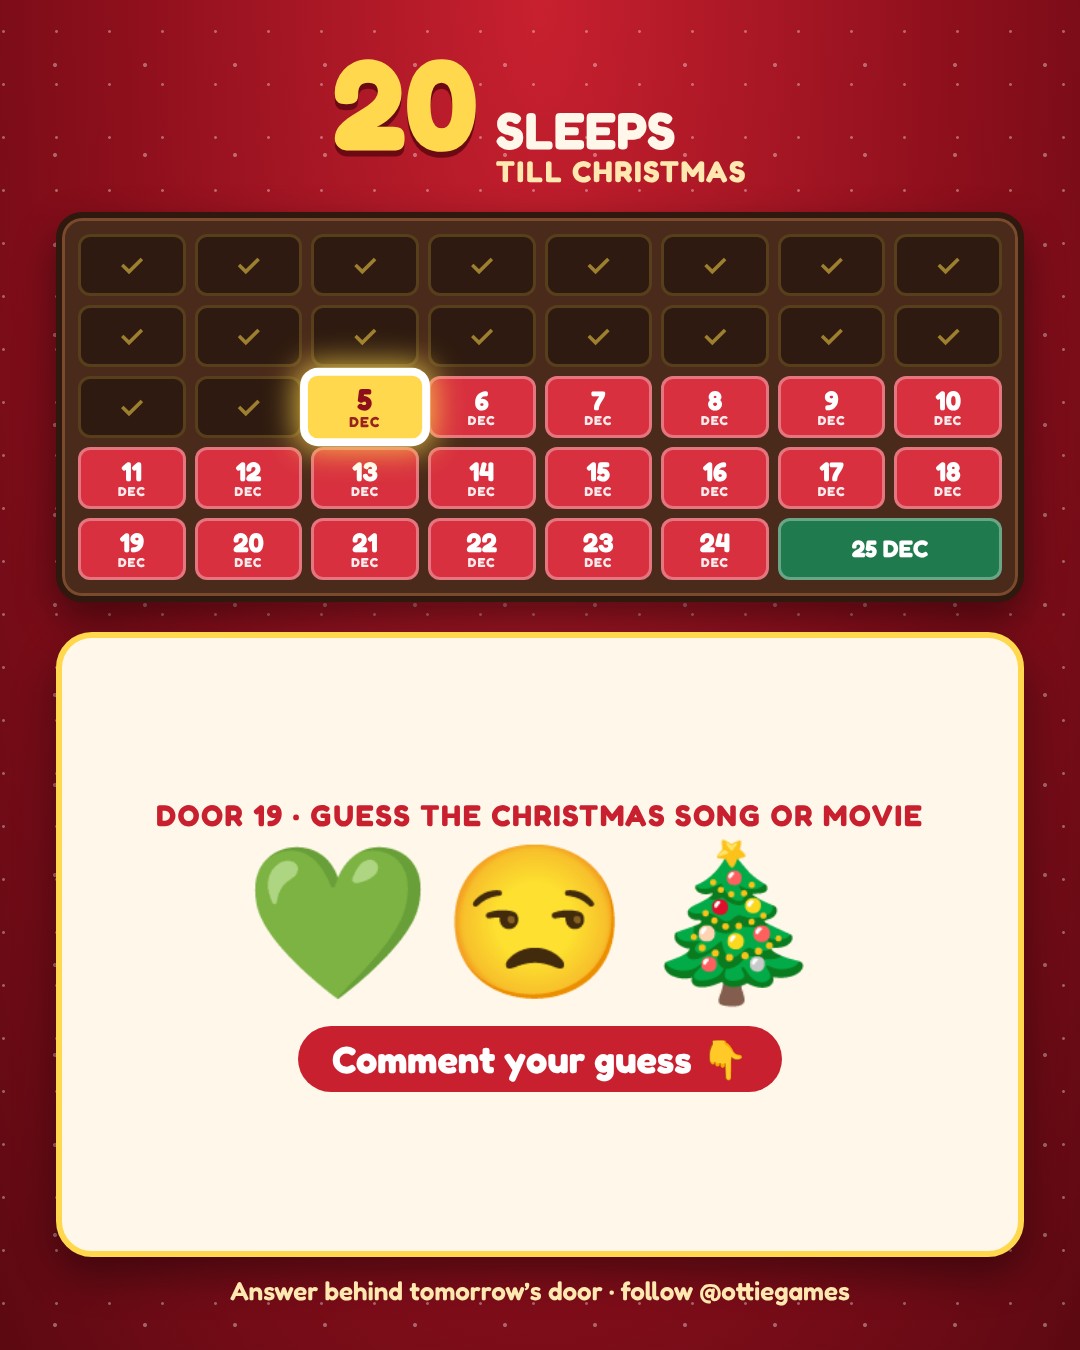 20 SLEEPS
TILL CHRISTMAS
5 DEC
6 DEC
7 DEC
8 DEC
9 DEC
10 DEC
11 DEC
12 DEC
13 DEC
14 DEC
15 DEC
16 DEC
17 DEC
18 DEC
19 DEC
20 DEC
21 DEC
22 DEC
23 DEC
24 DEC
25 DEC
DOOR 19 · GUESS THE CHRISTMAS SONG OR MOVIE
Comment your guess 👇
Answer behind tomorrow’s door · follow @ottiegames